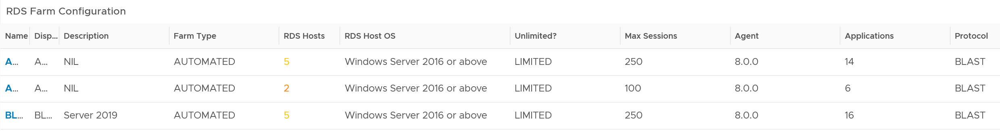 RDS Farm Configuration
Name Disp... Description Farm Type RDS Hosts RDS Host OS Unlimited? Max Sessions Agent Applications Protocol
A... A... NIL AUTOMATED 5 Windows Server 2016 or above LIMITED 250 8.0.0 14 BLAST
A... A... NIL AUTOMATED 2 Windows Server 2016 or above LIMITED 100 8.0.0 6 BLAST
BL... BL... Server 2019 AUTOMATED 5 Windows Server 2016 or above LIMITED 250 8.0.0 16 BLAST